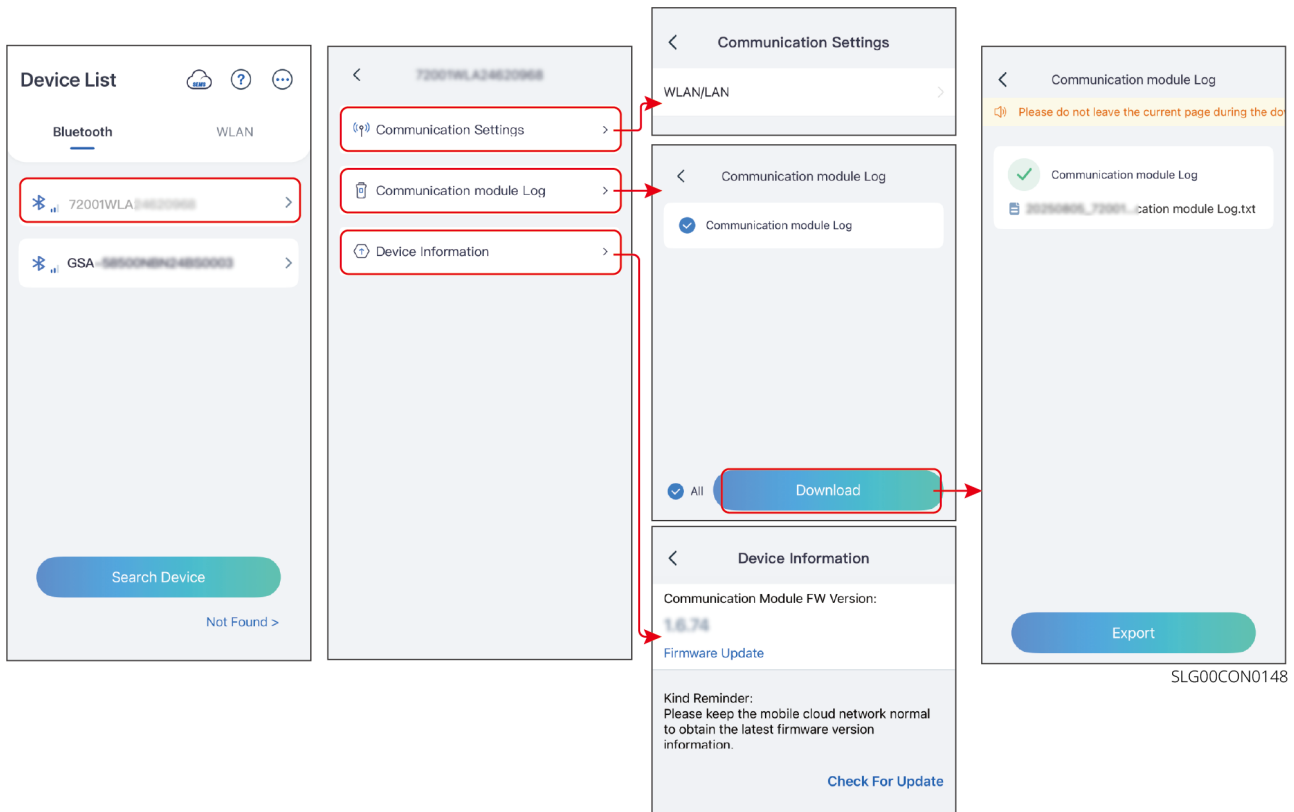 Device List
DEMO
?
Bluetooth
WLAN
72001WLA
GSA
Search Device
Not Found >
Communication Settings
Communication module Log
Device Information
Communication Settings
WLAN/LAN
Communication module Log
Communication module Log
All
Download
Device Information
Communication Module FW Version:
1.6.74
Firmware Update
Kind Reminder:
Please keep the mobile cloud network normal
to obtain the latest firmware version
information.
Check For Update
Communication module Log
Please do not leave the current page during the do
Communication module Log
cation module Log.txt
Export
SLG00CON0148